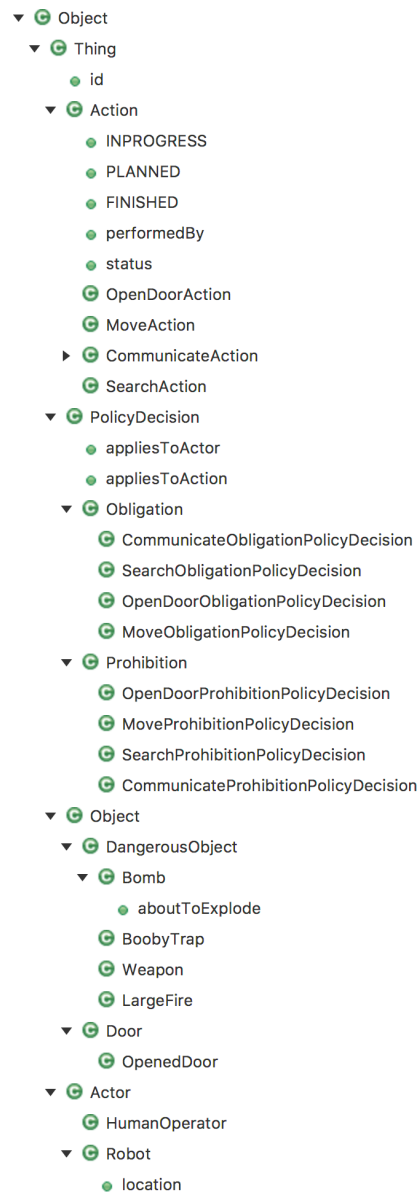 Object
Thing
id
Action
INPROGRESS
PLANNED
FINISHED
performedBy
status
OpenDoorAction
MoveAction
CommunicateAction
SearchAction
PolicyDecision
appliesToActor
appliesToAction
Obligation
CommunicateObligationPolicyDecision
SearchObligationPolicyDecision
OpenDoorObligationPolicyDecision
MoveObligationPolicyDecision
Prohibition
OpenDoorProhibitionPolicyDecision
MoveProhibitionPolicyDecision
SearchProhibitionPolicyDecision
CommunicateProhibitionPolicyDecision
Object
DangerousObject
Bomb
aboutToExplode
BoobyTrap
Weapon
LargeFire
Door
OpenedDoor
Actor
HumanOperator
Robot
location